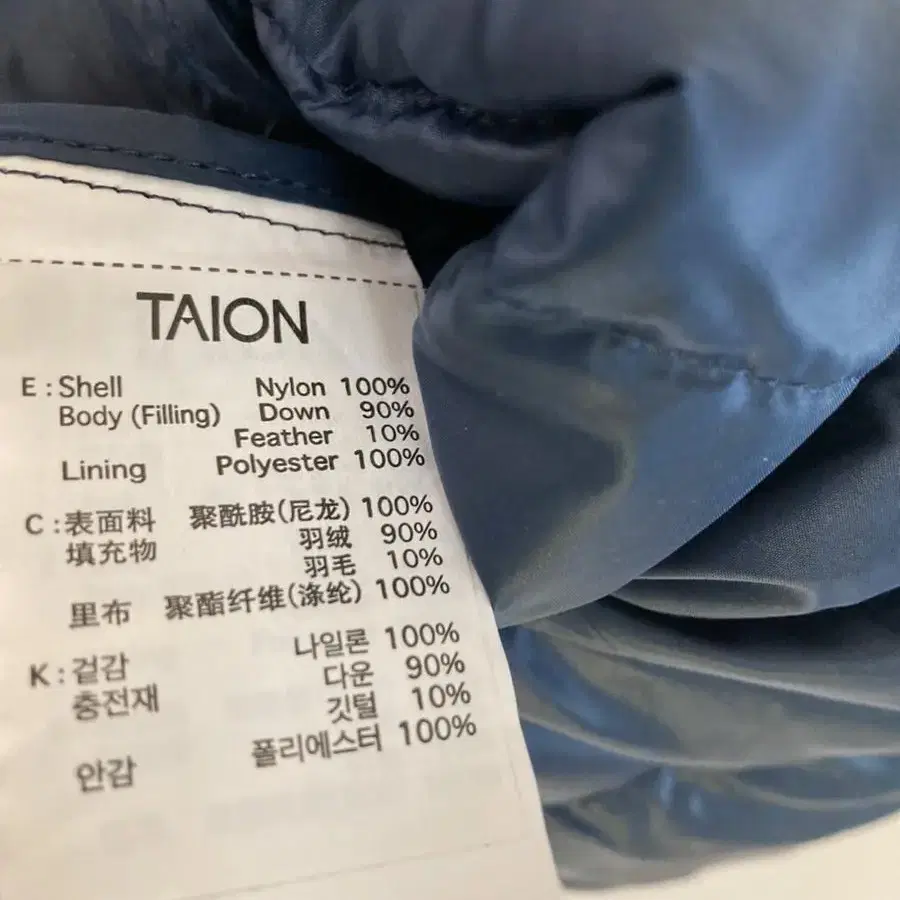 TAION
E : Shell Nylon 100%
Body (Filling) Down 90%
Feather 10%
Lining Polyester 100%
C : 表面料 聚酰胺(尼龙) 100%
填充物 羽绒 90%
羽毛 10%
里布 聚酯纤维(涤纶) 100%
K : 겉감 나일론 100%
충전재 다운 90%
깃털 10%
안감 폴리에스터 100%